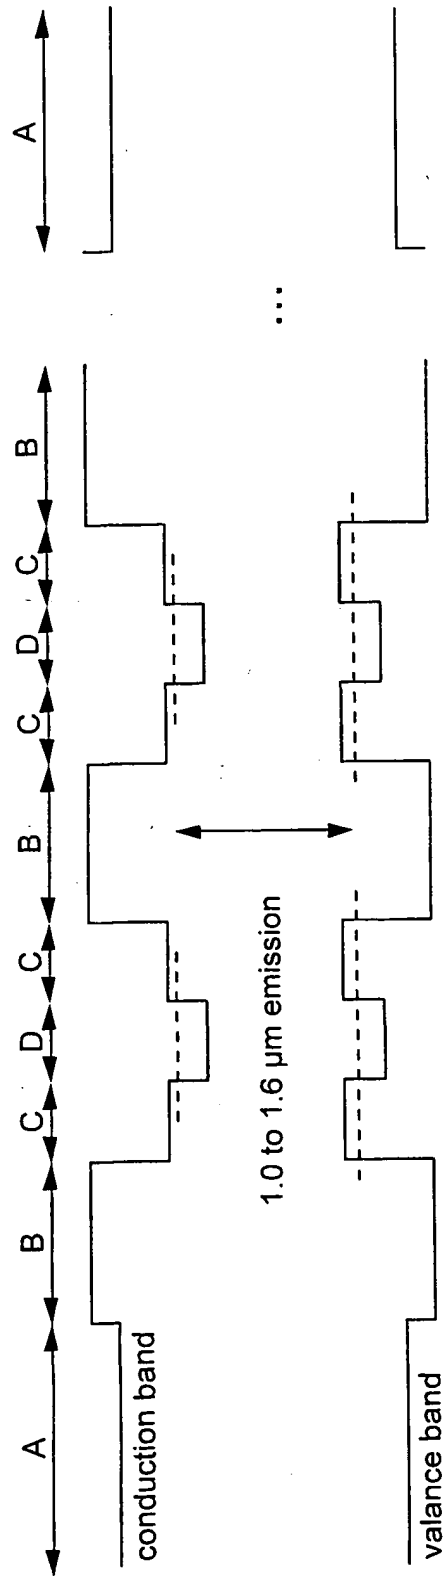 A B C D C B C D C B A
conduction band
1.0 to 1.6 µm emission
...
valance band